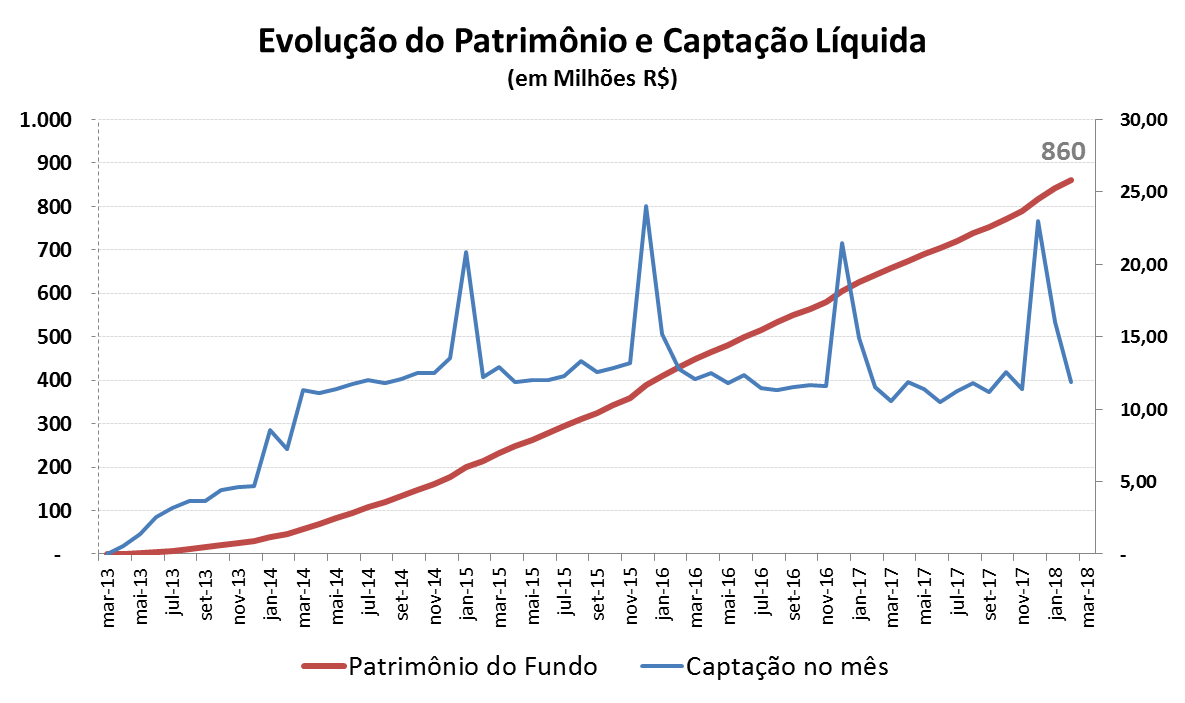 Evolução do Patrimônio e Captação Líquida
(em Milhões R$)
1.000
900
800
700
600
500
400
300
200
100
-
860
30,00
25,00
20,00
15,00
10,00
5,00
-
mar-13
mai-13
jul-13
set-13
nov-13
jan-14
mar-14
mai-14
jul-14
set-14
nov-14
jan-15
mar-15
mai-15
jul-15
set-15
nov-15
jan-16
mar-16
mai-16
jul-16
set-16
nov-16
jan-17
mar-17
mai-17
jul-17
set-17
nov-17
jan-18
mar-18
Patrimônio do Fundo
Captação no mês